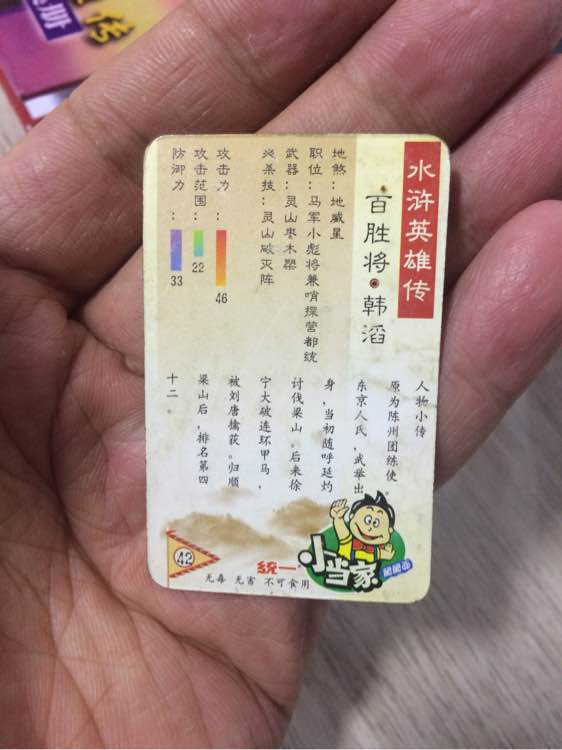 水浒英雄传
百胜将·韩滔
地煞：地威星
职位：马军小彪将兼哨探营都统
武器：灵山枣木槊
必杀技：灵山破灭阵
攻击力：46
攻击范围：22
防御力：33
人物小传
原为陈州团练使
东京人氏，武举出
身，当初随呼延灼
讨伐梁山。后来徐
宁大破连环甲马，
被刘唐擒获。归顺
梁山后，排名第四
十二。
42
统一
小当家
脆脆面
无毒 无害 不可食用
传